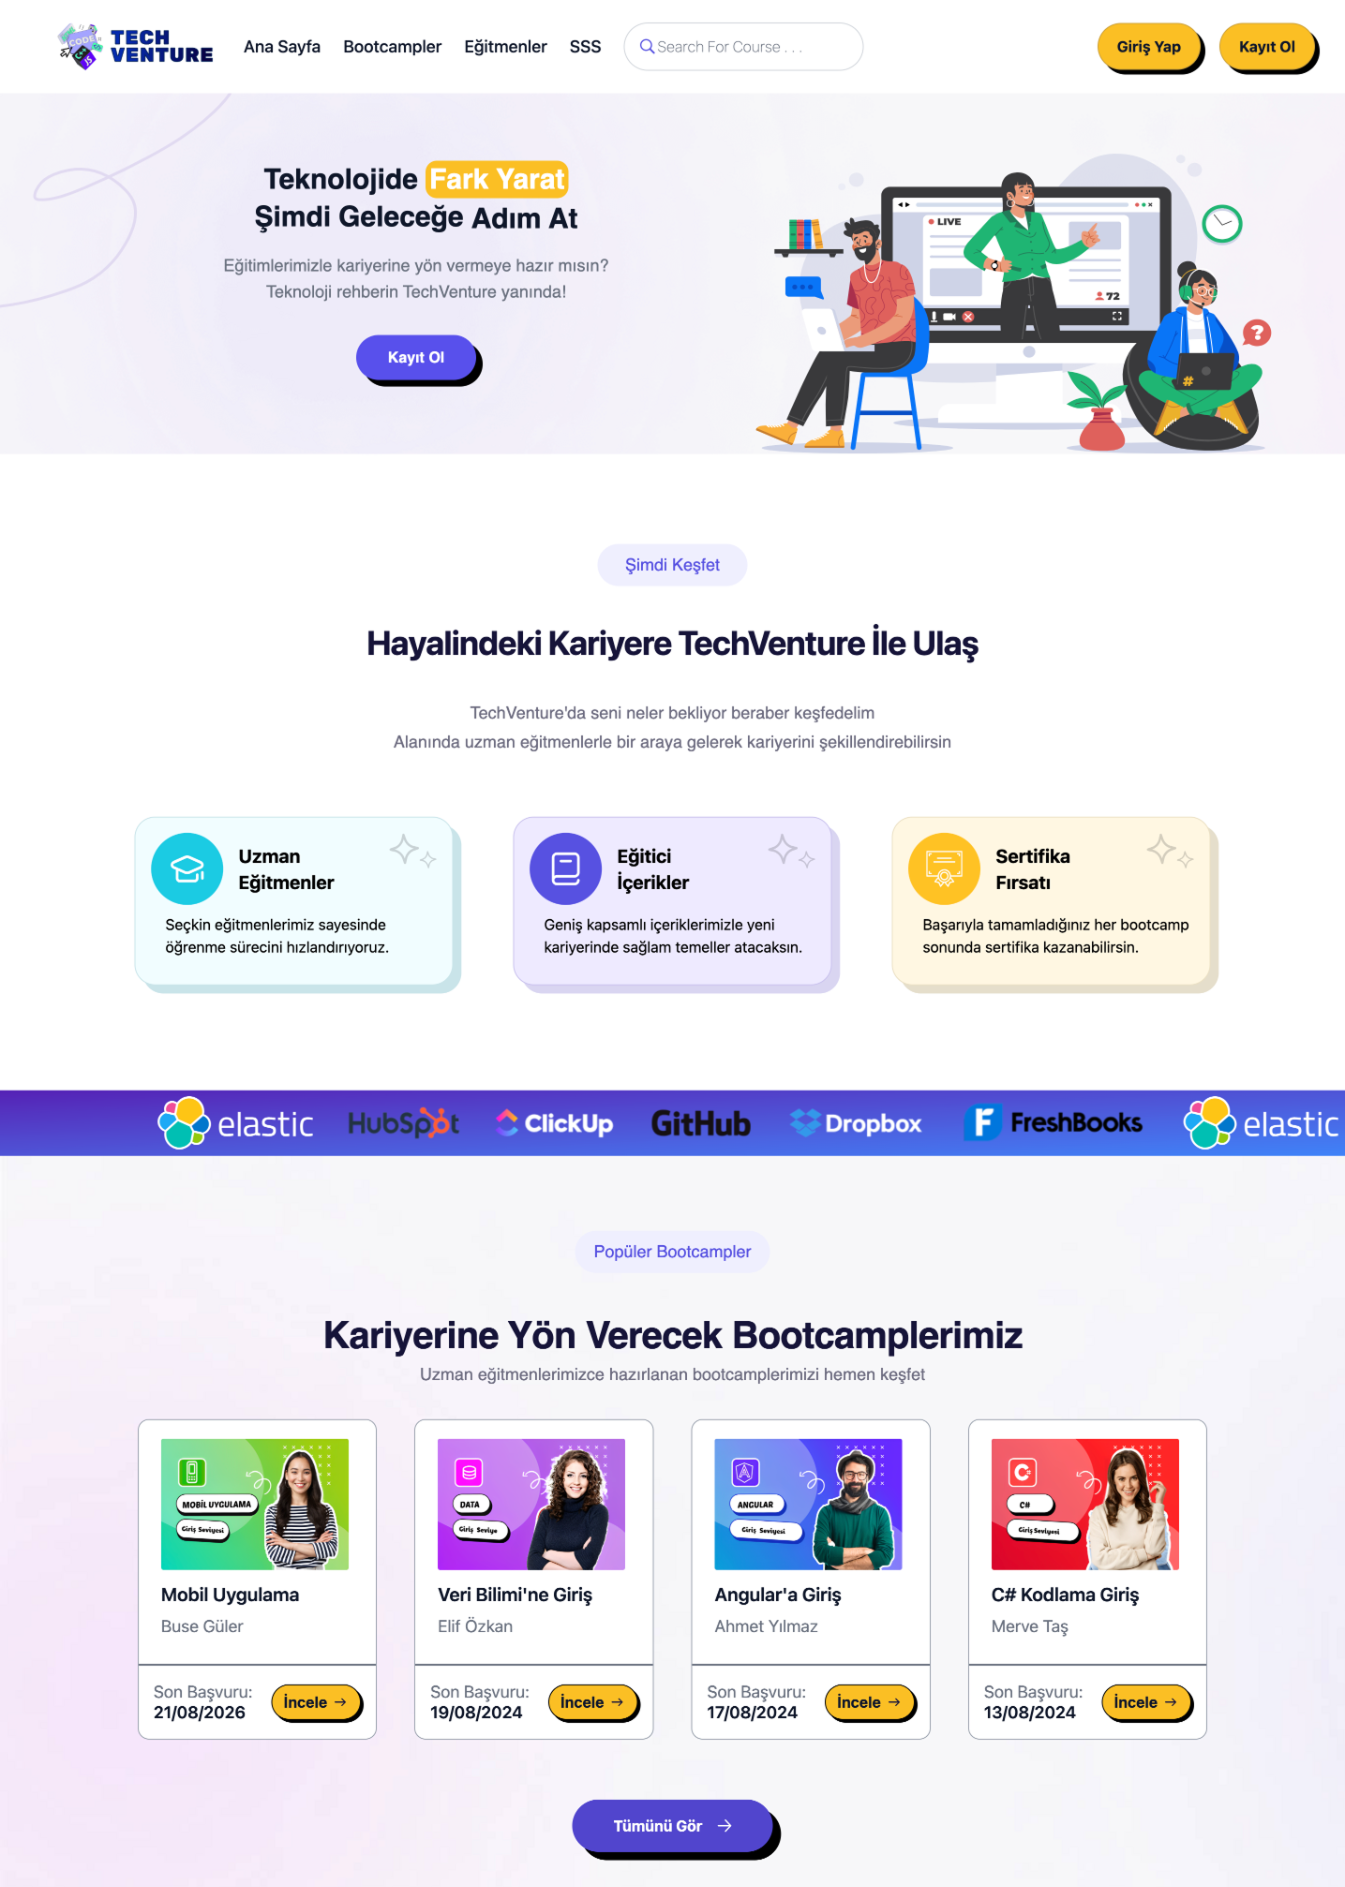 CODE
JS
TECH
VENTURE
Ana Sayfa
Bootcampler
Eğitmenler
SSS
Search For Course . . .
Giriş Yap
Kayıt Ol
Teknolojide Fark Yarat
Şimdi Geleceğe Adım At
Eğitimlerimizle kariyerine yön vermeye hazır mısın?
Teknoloji rehberin TechVenture yanında!
Kayıt Ol
LIVE
72
?
#
Şimdi Keşfet
Hayalindeki Kariyere TechVenture İle Ulaş
TechVenture'da seni neler bekliyor beraber keşfedelim
Alanında uzman eğitmenlerle bir araya gelerek kariyerini şekillendirebilirsin
Uzman
Eğitmenler
Seçkin eğitmenlerimiz sayesinde
öğrenme sürecini hızlandırıyoruz.
Eğitici
İçerikler
Geniş kapsamlı içeriklerimizle yeni
kariyerinde sağlam temeller atacaksın.
Sertifika
Fırsatı
Başarıyla tamamladığınız her bootcamp
sonunda sertifika kazanabilirsin.
elastic
HubSpot
ClickUp
GitHub
Dropbox
F FreshBooks
elastic
Popüler Bootcampler
Kariyerine Yön Verecek Bootcamplerimiz
Uzman eğitmenlerimizce hazırlanan bootcamplerimizi hemen keşfet
MOBİL UYGULAMA
Giriş Seviyesi
Mobil Uygulama
Buse Güler
Son Başvuru:
21/08/2026
İncele →
DATA
Giriş Seviye
Veri Bilimi'ne Giriş
Elif Özkan
Son Başvuru:
19/08/2024
İncele →
ANGULAR
Giriş Seviyesi
Angular'a Giriş
Ahmet Yılmaz
Son Başvuru:
17/08/2024
İncele →
C#
Giriş Seviyesi
C# Kodlama Giriş
Merve Taş
Son Başvuru:
13/08/2024
İncele →
Tümünü Gör →